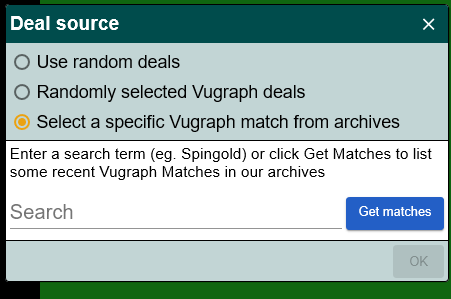 Deal source
Use random deals
Randomly selected Vugraph deals
Select a specific Vugraph match from archives
Enter a search term (eg. Spingold) or click Get Matches to list
some recent Vugraph Matches in our archives
Search
Get matches
OK